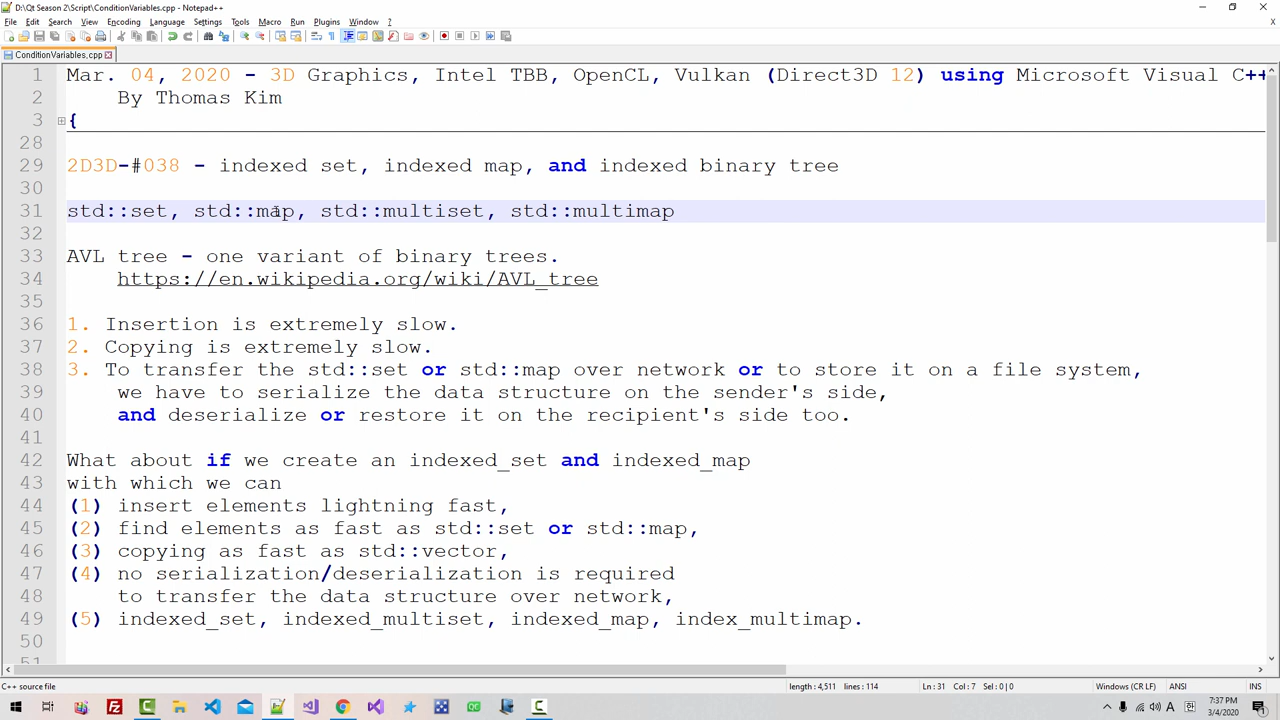 D:\Qt Season 2\Script\ConditionVariables.cpp - Notepad++
File Edit Search View Encoding Language Settings Tools Macro Run Plugins Window ?
ConditionVariables.cpp
1 Mar. 04, 2020 - 3D Graphics, Intel TBB, OpenCL, Vulkan (Direct3D 12) using Microsoft Visual C++
2 By Thomas Kim
3 {
28
29 2D3D-#038 - indexed set, indexed map, and indexed binary tree
30
31 std::set, std::map, std::multiset, std::multimap
32
33 AVL tree - one variant of binary trees.
34 https://en.wikipedia.org/wiki/AVL_tree
35
36 1. Insertion is extremely slow.
37 2. Copying is extremely slow.
38 3. To transfer the std::set or std::map over network or to store it on a file system,
39 we have to serialize the data structure on the sender's side,
40 and deserialize or restore it on the recipient's side too.
41
42 What about if we create an indexed_set and indexed_map
43 with which we can
44 (1) insert elements lightning fast,
45 (2) find elements as fast as std::set or std::map,
46 (3) copying as fast as std::vector,
47 (4) no serialization/deserialization is required
48 to transfer the data structure over network,
49 (5) indexed_set, indexed_multiset, indexed_map, index_multimap.
50
51
C++ source file length : 4,511 lines : 114 Ln : 31 Col : 7 Sel : 0 | 0 Windows (CR LF) ANSI INS
7:37 PM
3/4/2020